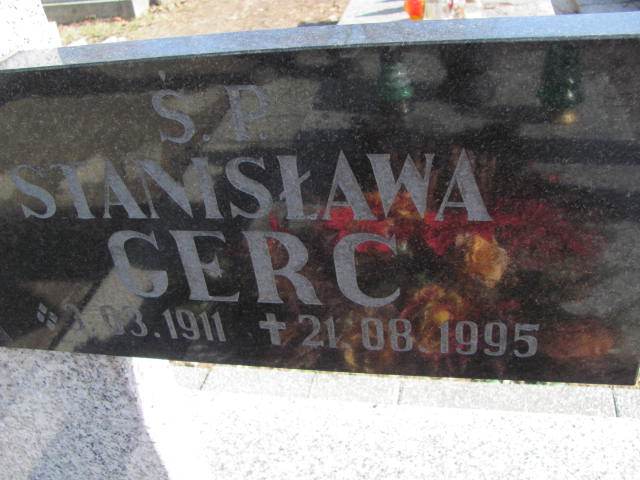 Ś. P.
STANISŁAWA
GERC
03.1911 + 21.08.1995